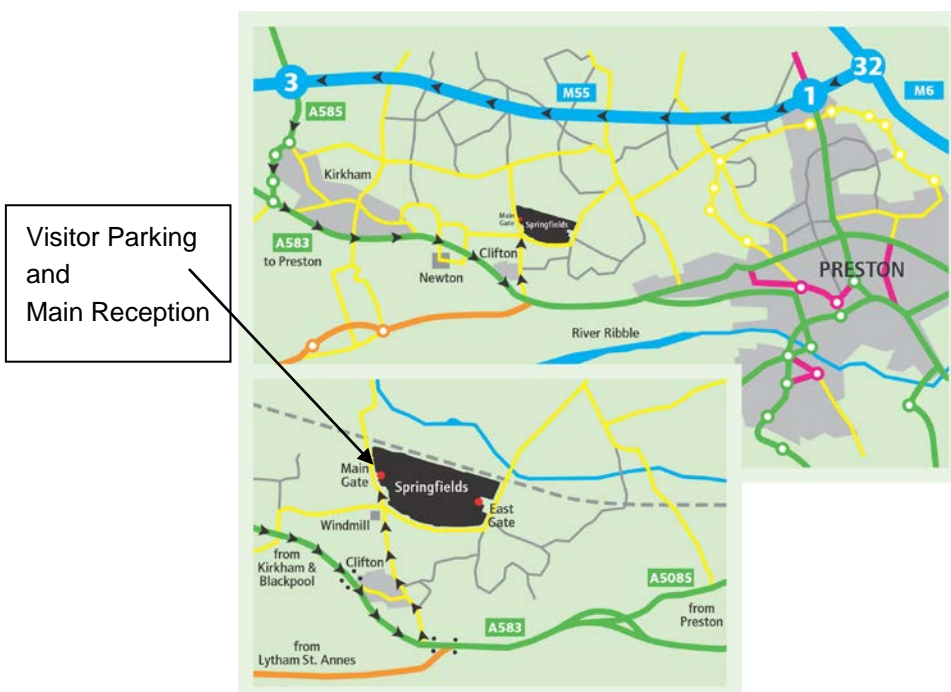 Visitor Parking
and
Main Reception
3
M55
1
32
M6
A585
Kirkham
A583
to Preston
Main
Gate
Springfields
Clifton
Newton
PRESTON
River Ribble
Main
Gate
Springfields
East
Gate
Windmill
from
Kirkham &
Blackpool
Clifton
A5085
from
Preston
A583
from
Lytham St. Annes